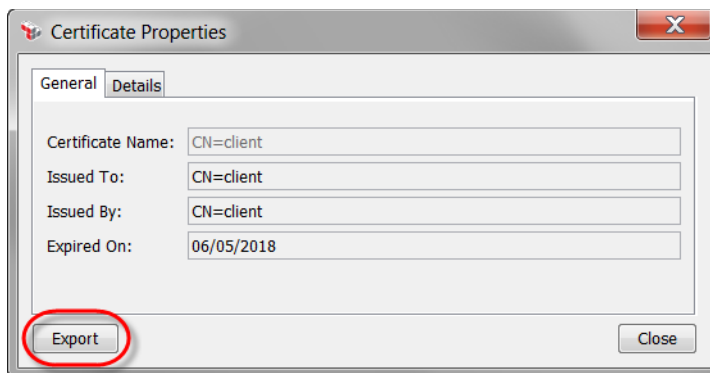 Certificate Properties
General Details
Certificate Name: CN=client
Issued To: CN=client
Issued By: CN=client
Expired On: 06/05/2018
Export Close